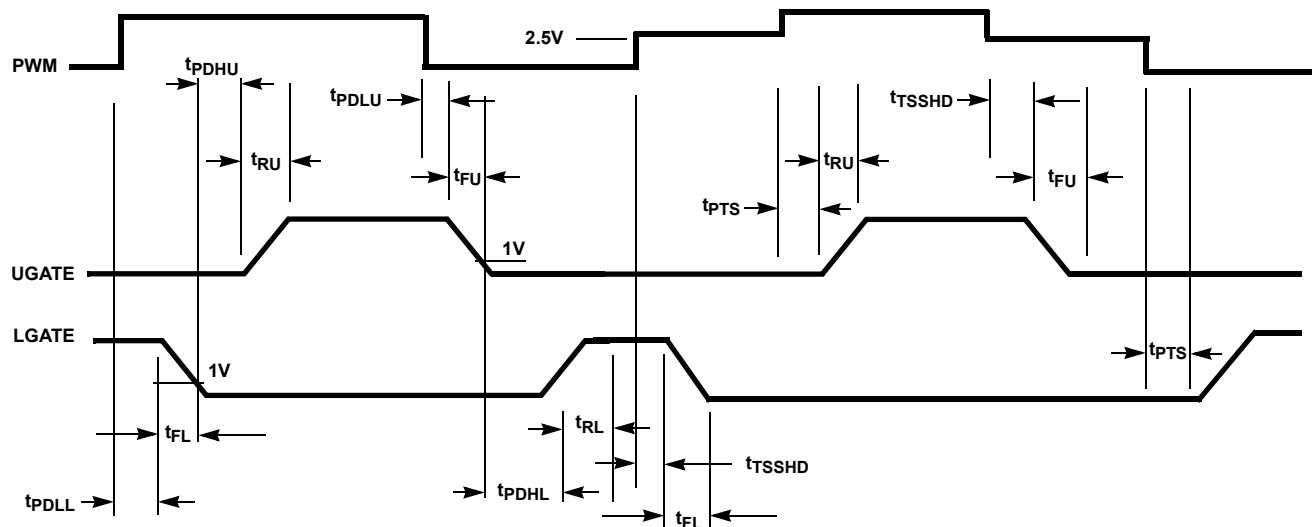 2.5V
PWM
tPDHU
tPDLU
tTSSHD
tRU
tRU
tFU
tFU
tPTS
1V
UGATE
LGATE
tPTS
1V
tFL
tRL
tTSSHD
tPDLL
tPDHL
tFL